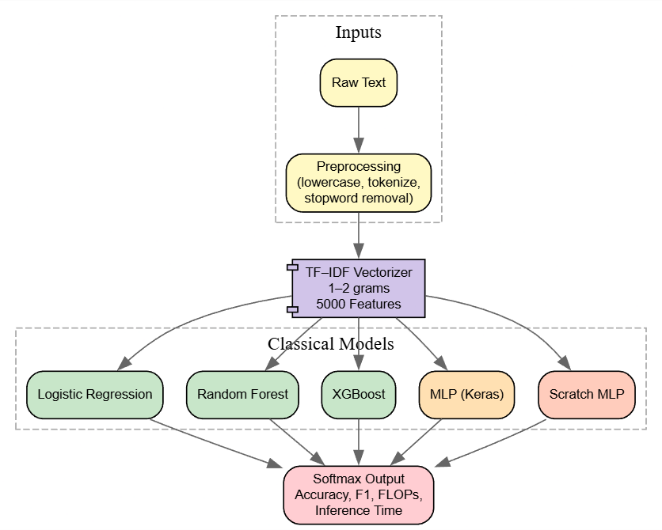 Inputs
Raw Text
Preprocessing
(lowercase, tokenize,
stopword removal)
TF–IDF Vectorizer
1–2 grams
5000 Features
Classical Models
Logistic Regression
Random Forest
XGBoost
MLP (Keras)
Scratch MLP
Softmax Output
Accuracy, F1, FLOPs,
Inference Time